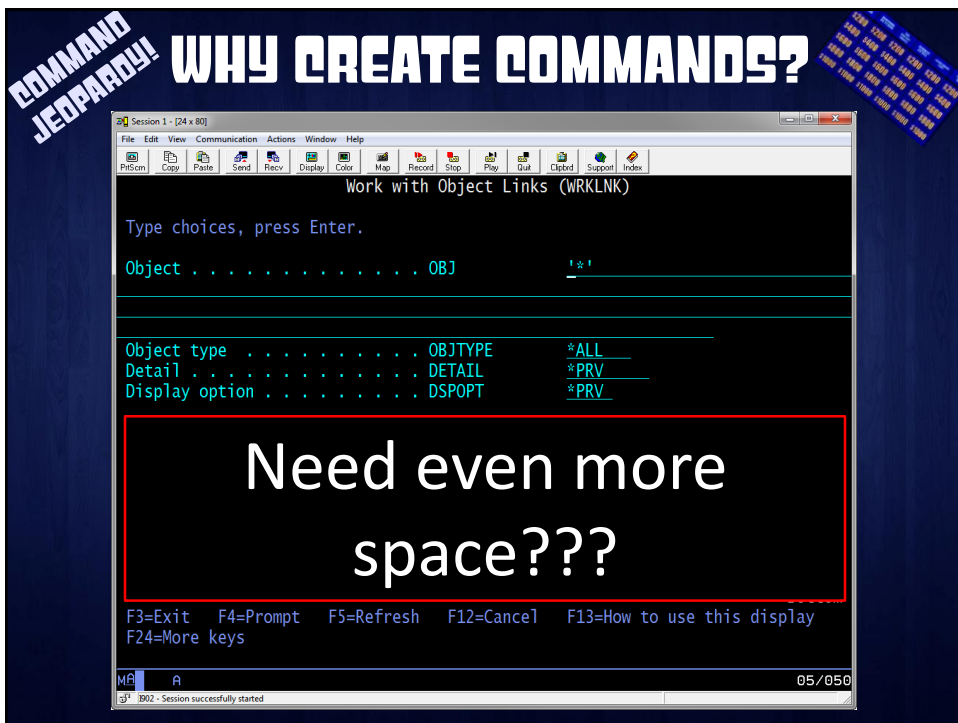 COMMAND
JEOPARDY!
WHY CREATE COMMANDS?
Session 1 - [24 x 80]
File Edit View Communication Actions Window Help
PrtScrn Copy Paste Send Recv Display Color Map Record Stop Play Quit Clipbrd Support Index
Work with Object Links (WRKLNK)
Type choices, press Enter.
Object . . . . . . . . . . . . . OBJ '*'
Object type . . . . . . . . . . OBJTYPE *ALL
Detail . . . . . . . . . . . . . DETAIL *PRV
Display option . . . . . . . . . DSPOPT *PRV
Need even more
space???
F3=Exit F4=Prompt F5=Refresh F12=Cancel F13=How to use this display
F24=More keys
MA A 05/050
I902 - Session successfully started